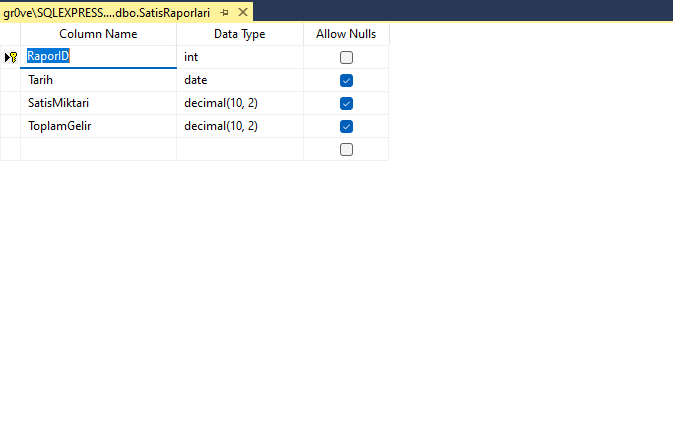 gr0ve\SQLEXPRESS....dbo.SatisRaporlari
Column Name Data Type Allow Nulls
RaporID int
Tarih date
SatisMiktari decimal(10, 2)
ToplamGelir decimal(10, 2)